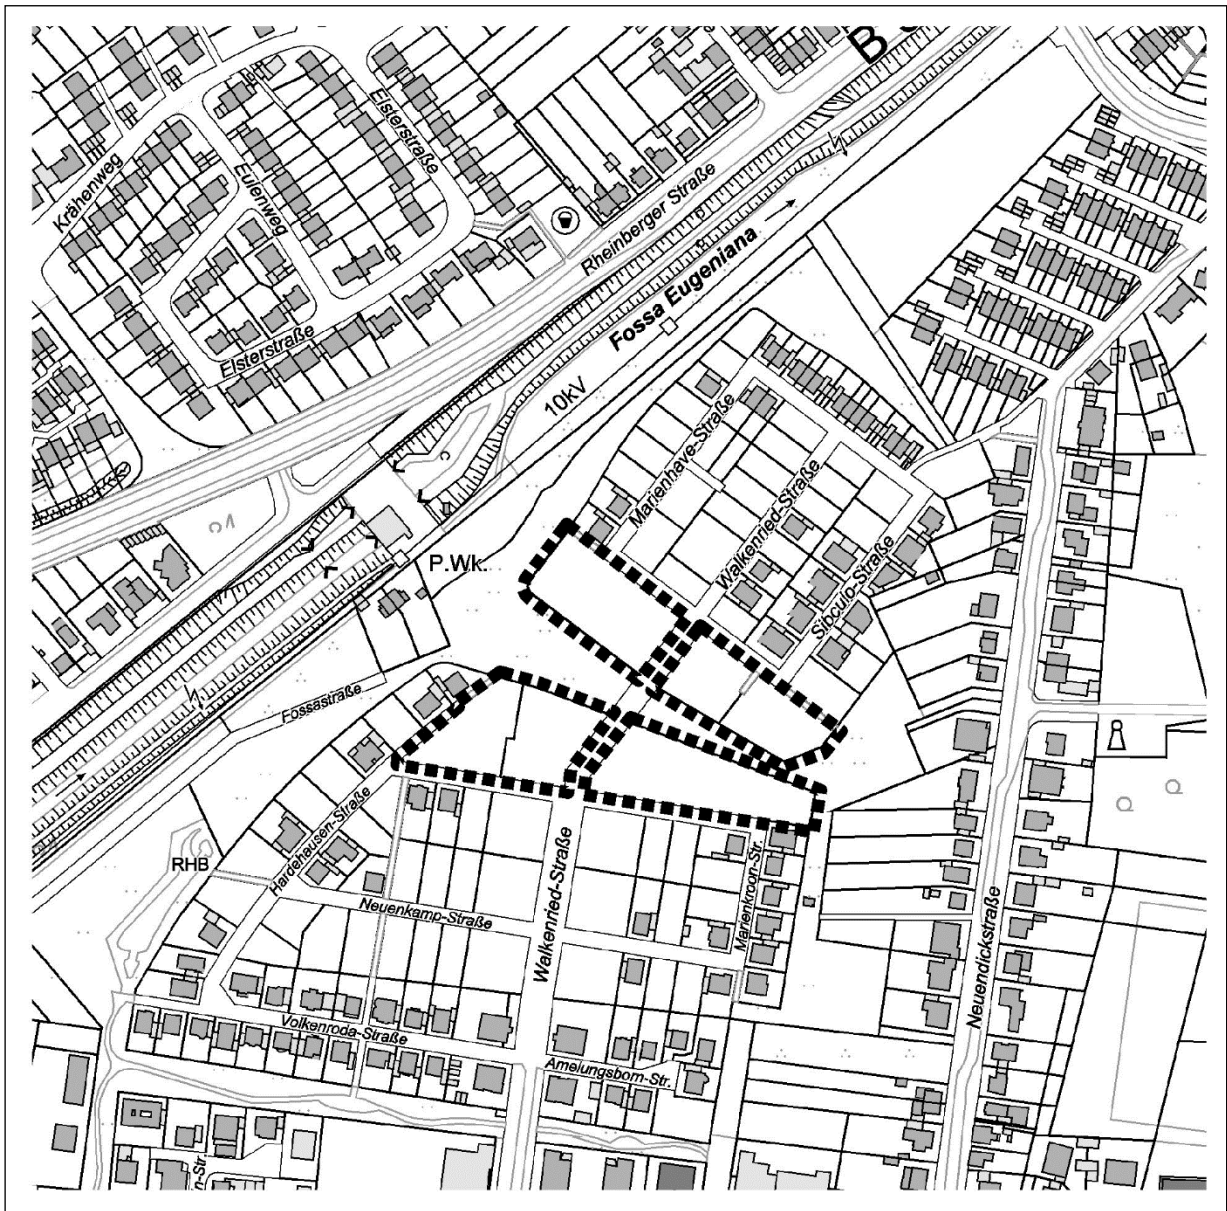 B
Elsterstraße
Krähenweg
Eulenweg
Rheinberger Straße
Fossa Eugeniana
Elsterstraße
10kV
Marienhave-Straße
Walkenried-Straße
Sibculo-Straße
P.Wk.
Fossastraße
Hardehausen-Straße
RHB
Walkenried-Straße
Marienkroon-Str.
Neuenkamp-Straße
Neuendickstraße
Volkenroda-Straße
Amelungsborn-Str.
n-Str.